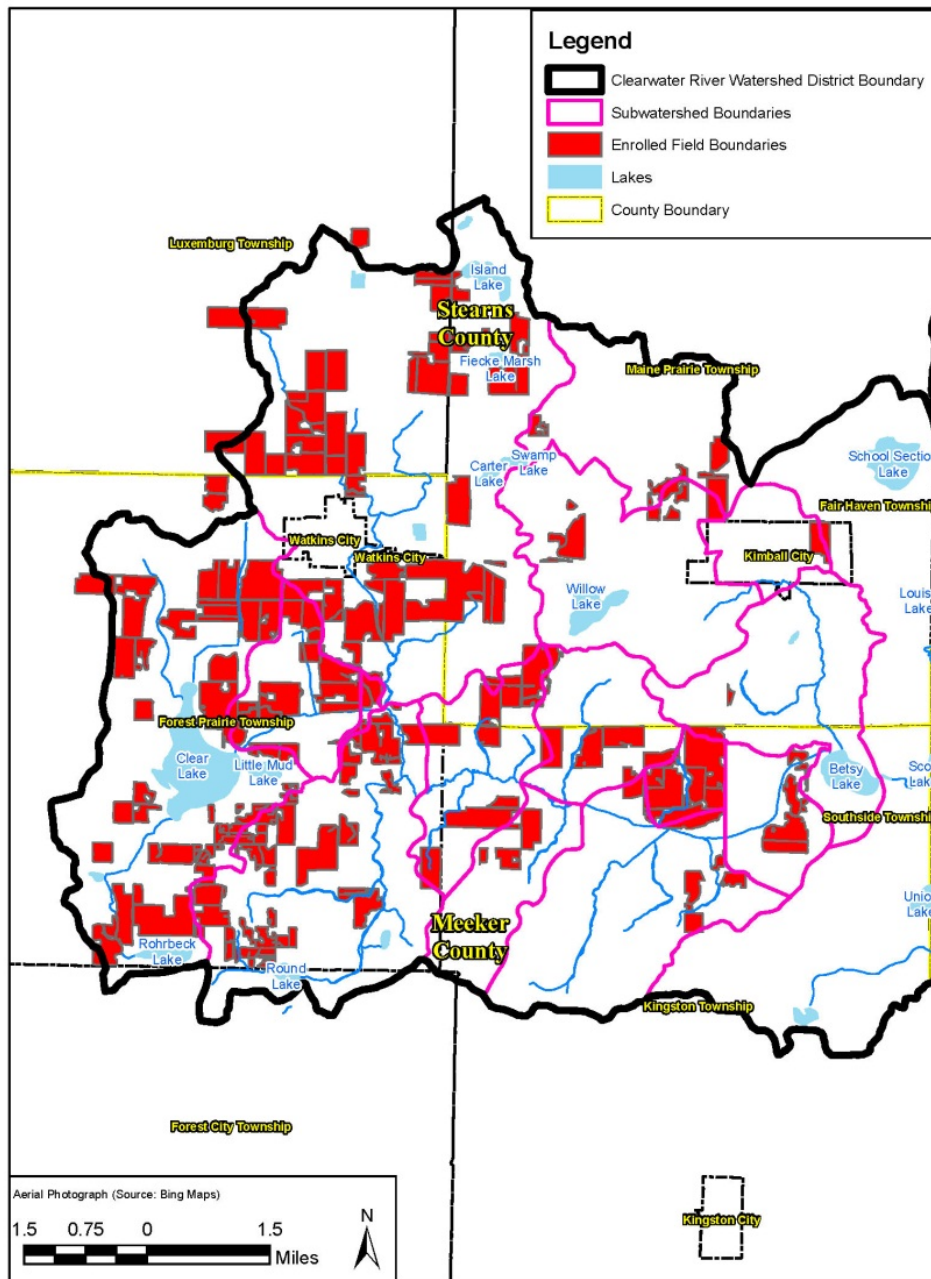 Legend
Clearwater River Watershed District Boundary
Subwatershed Boundaries
Enrolled Field Boundaries
Lakes
County Boundary
Luxemburg Township
Island
Lake
Stearns
County
Fiecke Marsh
Lake
Maine Prairie Township
Swamp
Lake
Carter
Lake
School Section
Lake
Fair Haven Townshi
Watkins City
Watkins City
Kimball City
Willow
Lake
Louis
Lake
Forest Prairie Township
Clear
Lake
Little Mud
Lake
Betsy
Lake
Sco
Lak
Southside Townshi
Unio
Lake
Meeker
County
Rohrbeck
Lake
Round
Lake
Kingston Township
Forest City Township
Kingston City
Aerial Photograph (Source: Bing Maps)
1.5 0.75 0 1.5
Miles
N